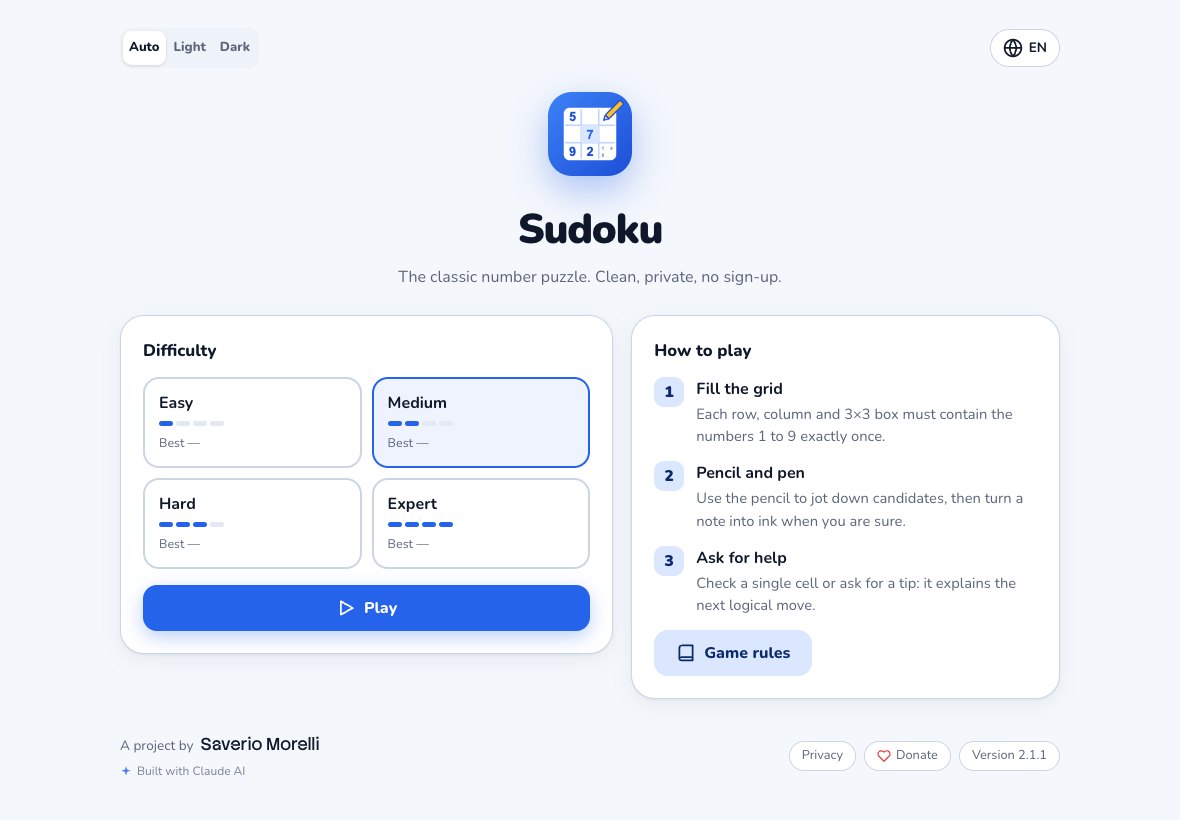 Auto Light Dark
EN
5
7
9 2
Sudoku
The classic number puzzle. Clean, private, no sign-up.
Difficulty
Easy
Best —
Medium
Best —
Hard
Best —
Expert
Best —
Play
How to play
1 Fill the grid
Each row, column and 3×3 box must contain the
numbers 1 to 9 exactly once.
2 Pencil and pen
Use the pencil to jot down candidates, then turn a
note into ink when you are sure.
3 Ask for help
Check a single cell or ask for a tip: it explains the
next logical move.
Game rules
A project by Saverio Morelli
Built with Claude AI
Privacy
Donate
Version 2.1.1